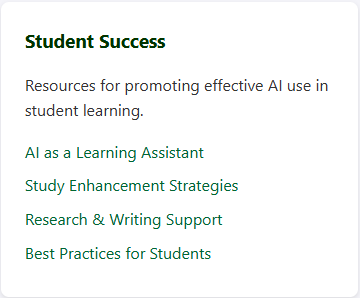 Student Success
Resources for promoting effective AI use in
student learning.
AI as a Learning Assistant
Study Enhancement Strategies
Research & Writing Support
Best Practices for Students